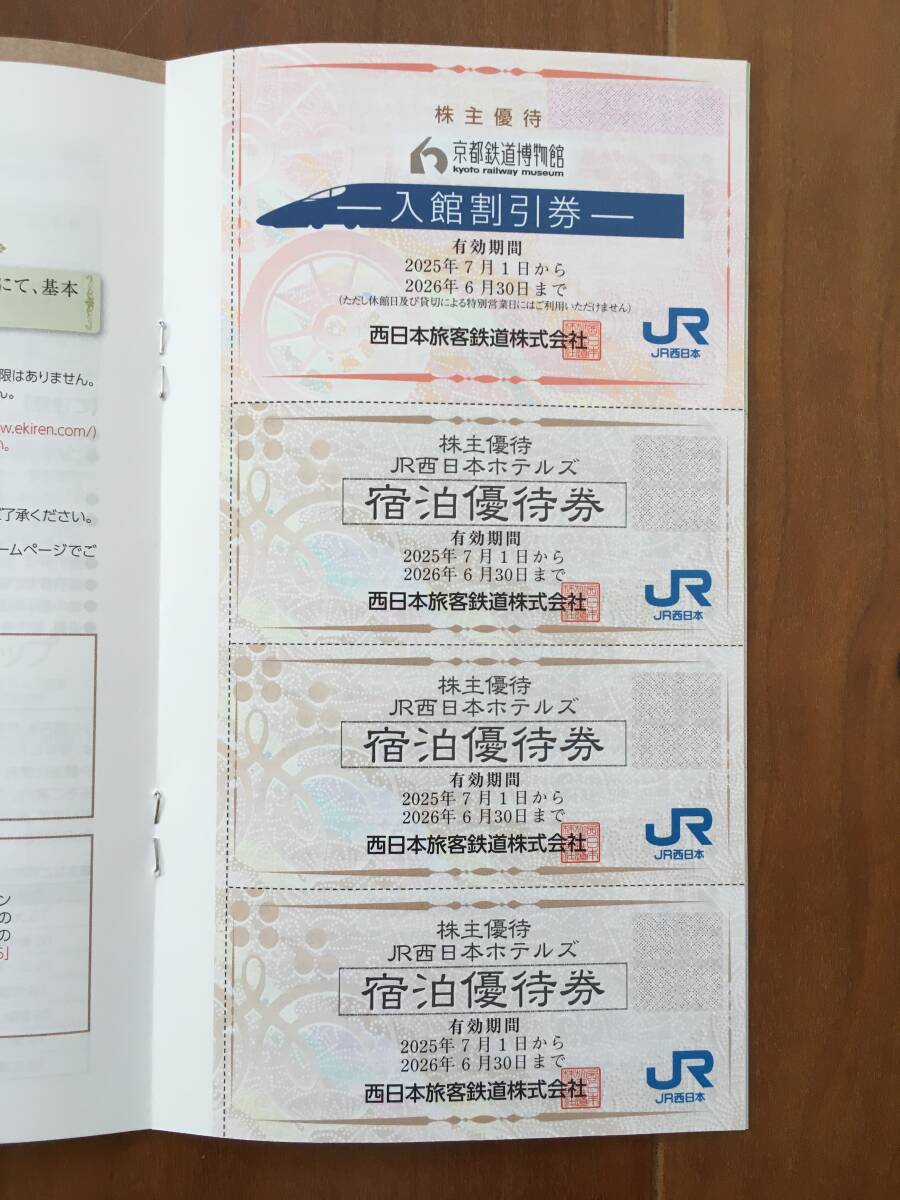 にて、基本
限はありません。
ん。
w.ekiren.com/)
い。
ご了承ください。
ームページでご
ン
の
の
株主優待
京都鉄道博物館
kyoto railway museum
―入館割引券―
有効期間
2025年7月1日から
2026年6月30日まで
(ただし休館日及び貸切による特別営業日にはご利用いただけません)
西日本旅客鉄道株式会社
JR
JR西日本
株主優待
JR西日本ホテルズ
宿泊優待券
有効期間
2025年7月1日から
2026年6月30日まで
西日本旅客鉄道株式会社
JR
JR西日本
株主優待
JR西日本ホテルズ
宿泊優待券
有効期間
2025年7月1日から
2026年6月30日まで
西日本旅客鉄道株式会社
JR
JR西日本
株主優待
JR西日本ホテルズ
宿泊優待券
有効期間
2025年7月1日から
2026年6月30日まで
西日本旅客鉄道株式会社
JR
JR西日本